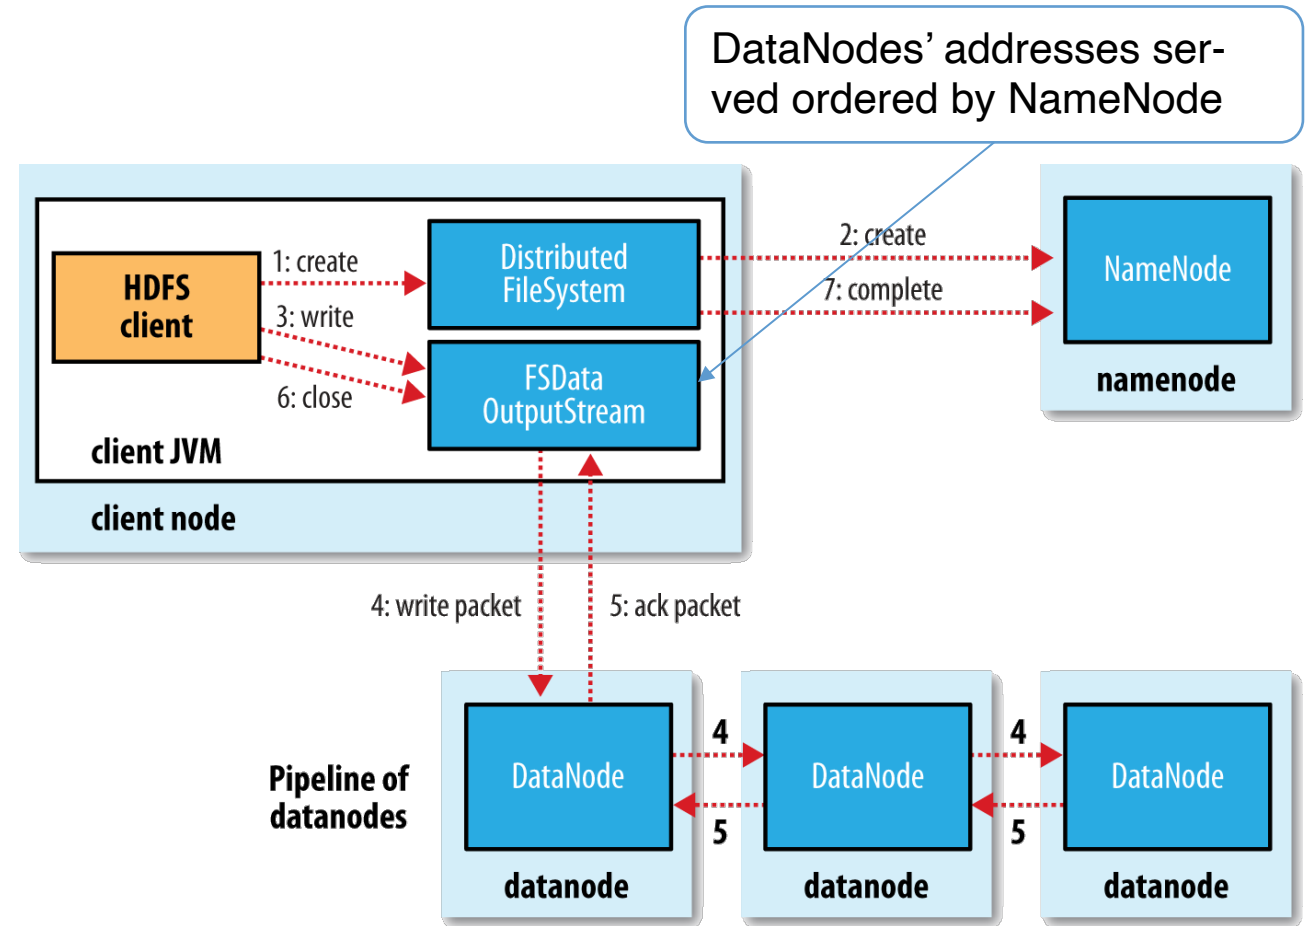 DataNodes’ addresses ser-
ved ordered by NameNode
HDFS
client
1: create
3: write
6: close
Distributed
FileSystem
FSData
OutputStream
2: create
7: complete
NameNode
namenode
client JVM
client node
4: write packet
5: ack packet
Pipeline of
datanodes
DataNode
datanode
4
5
DataNode
datanode
4
5
DataNode
datanode